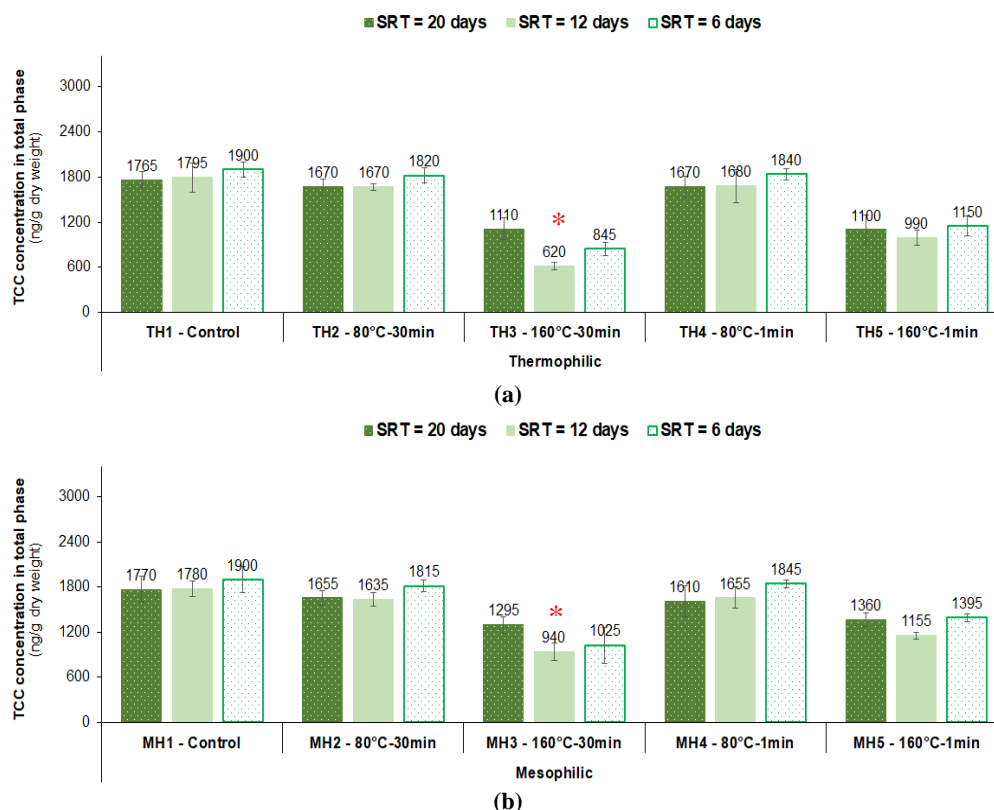 SRT = 20 days SRT = 12 days SRT = 6 days
TCC concentration in total phase
(ng/g dry weight)
3000
2400
1800
1200
600
0
1765 1795 1900
1670 1670 1820
1110 620 845
*
1670 1680 1840
1100 990 1150
TH1 - Control TH2 - 80°C-30min TH3 - 160°C-30min TH4 - 80°C-1min TH5 - 160°C-1min
Thermophilic
(a)
SRT = 20 days SRT = 12 days SRT = 6 days
TCC concentration in total phase
(ng/g dry weight)
3000
2400
1800
1200
600
0
1770 1780 1900
1655 1635 1815
1295 940 1025
*
1610 1655 1845
1360 1155 1395
MH1 - Control MH2 - 80°C-30min MH3 - 160°C-30min MH4 - 80°C-1min MH5 - 160°C-1min
Mesophilic
(b)